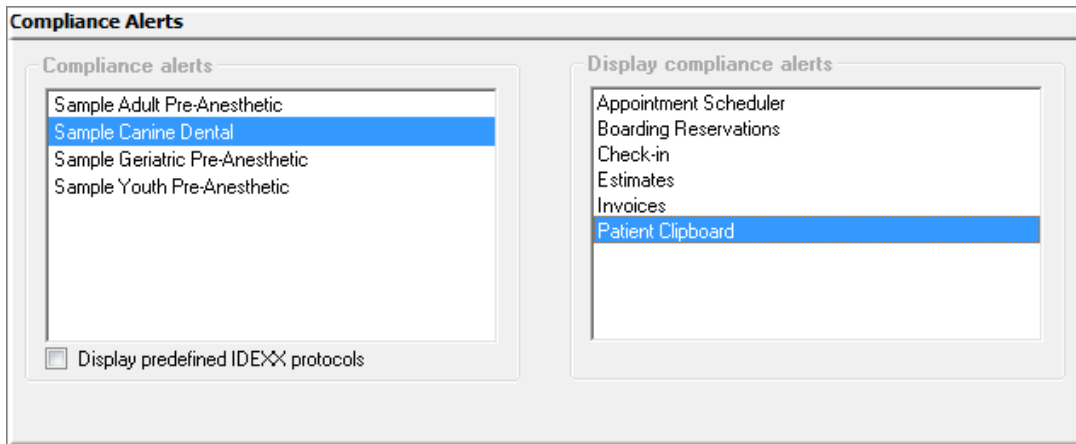 Compliance Alerts
Compliance alerts
Sample Adult Pre-Anesthetic
Sample Canine Dental
Sample Geriatric Pre-Anesthetic
Sample Youth Pre-Anesthetic
Display predefined IDEXX protocols
Display compliance alerts
Appointment Scheduler
Boarding Reservations
Check-in
Estimates
Invoices
Patient Clipboard